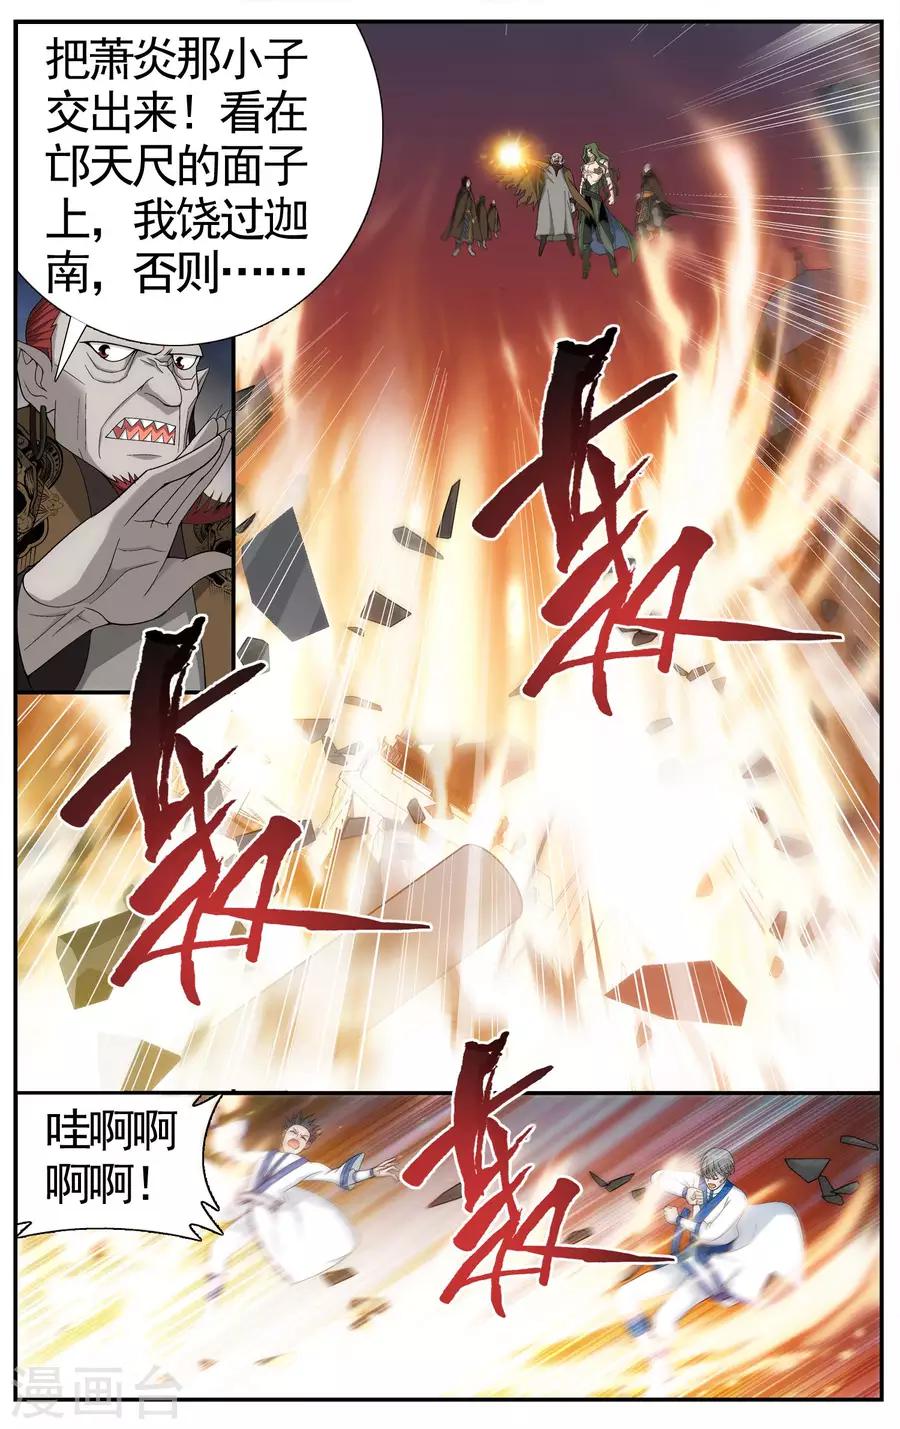 把萧炎那小子
交出来！看在
邙天尺的面子
上，我饶过迦
南，否则……
轰
轰
哇啊啊
啊啊！
轰
漫画台